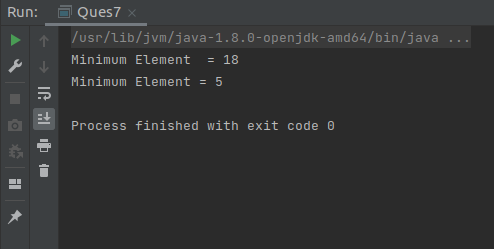 Run: Ques7
/usr/lib/jvm/java-1.8.0-openjdk-amd64/bin/java ...
Minimum Element  = 18
Minimum Element = 5
Process finished with exit code 0